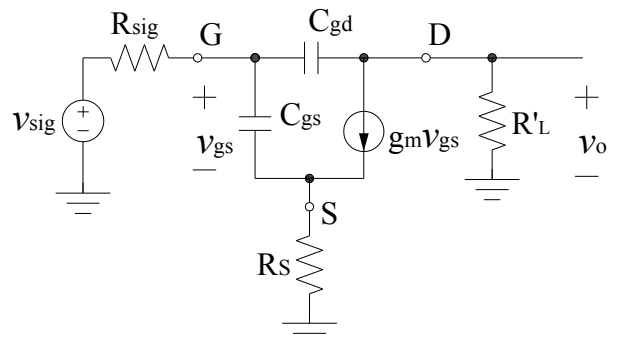 Rsig
G
Cgd
D
+
−
vsig
+
vgs
−
Cgs
gmvgs
R'L
+
vo
−
S
RS